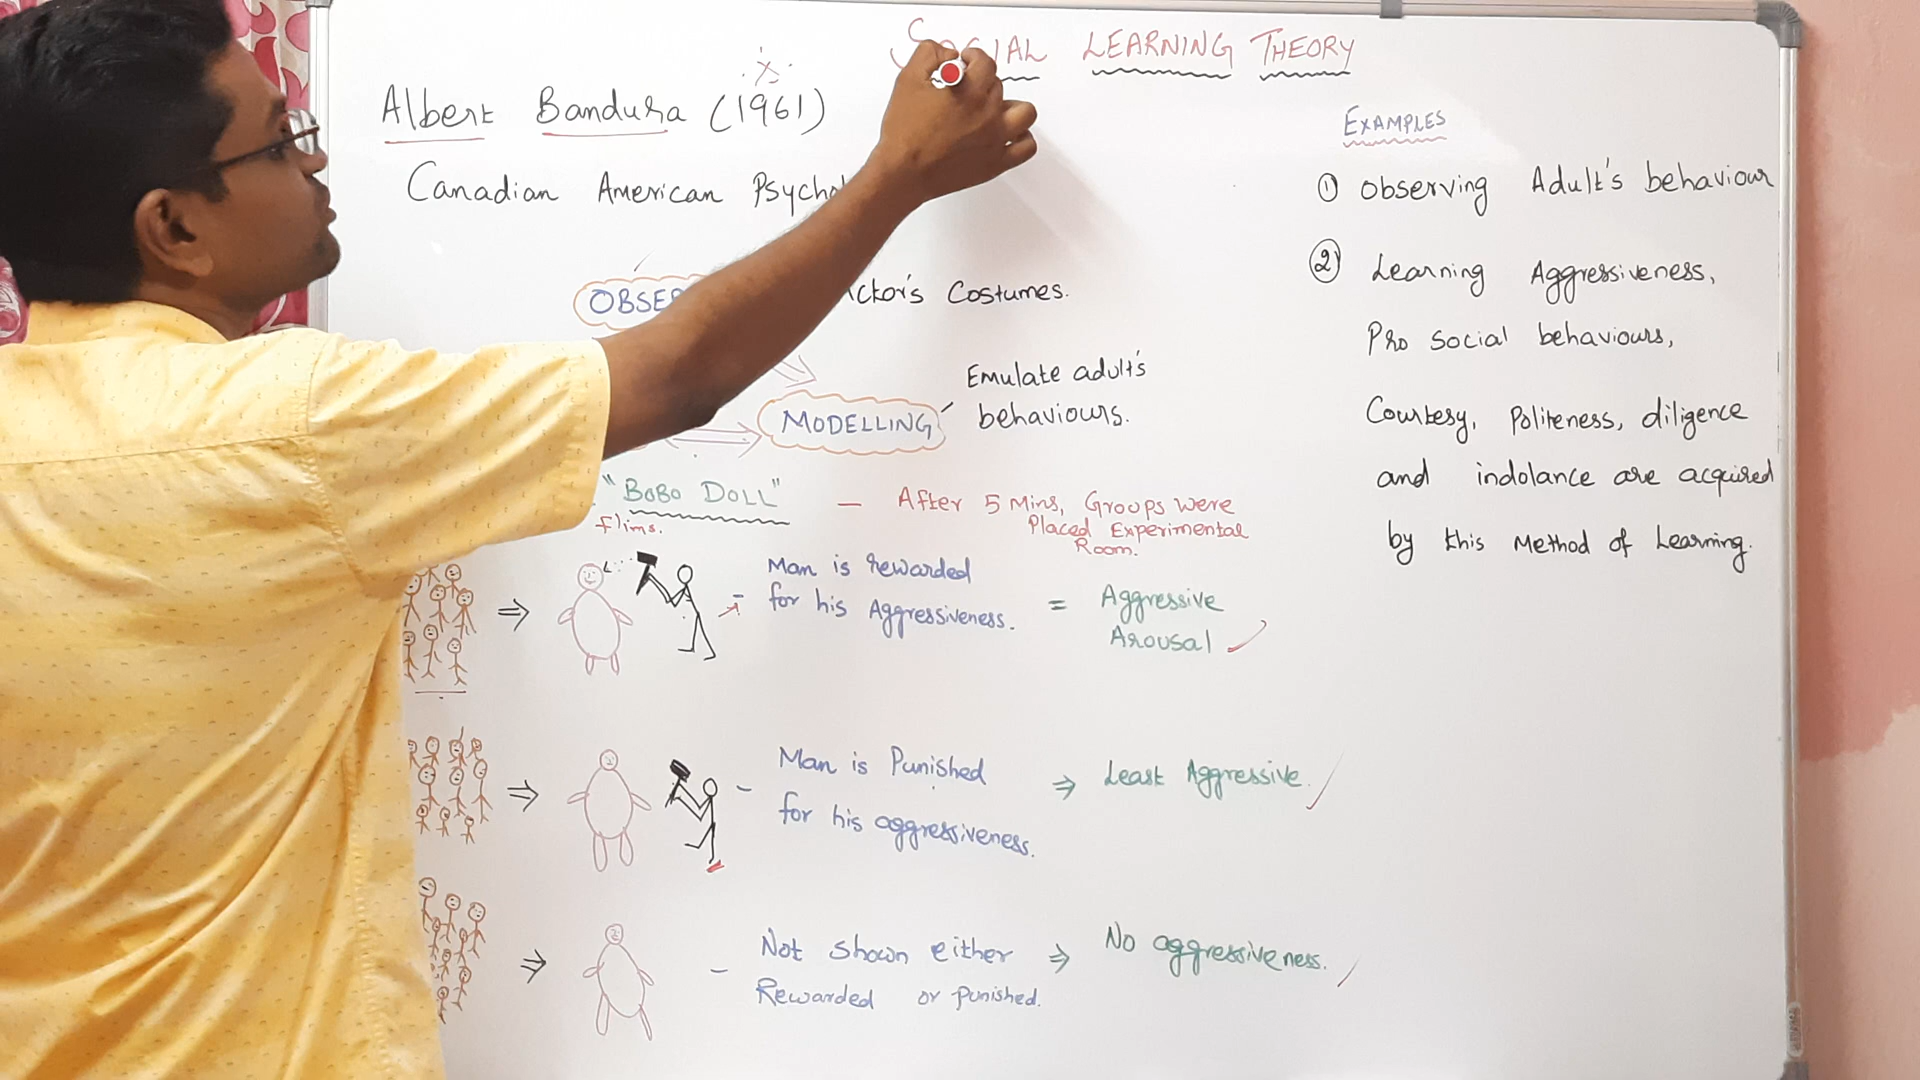 SOCIAL LEARNING THEORY
Albert Bandura (1961)
Canadian American
Actor's Costumes.
Emulate adult's
behaviours.
MODELLING
"BOBO DOLL" – After 5 Mins, Groups were
Placed Experimental
Room.
flims.
Man is rewarded
for his Aggressiveness.
= Aggressive
Arousal
Man is Punished
for his aggressiveness.
⇒ Least Aggressive.
– Not shown either
Rewarded or punished.
⇒ No aggressiveness.
EXAMPLES
① Observing Adult's behaviour
② Learning Aggressiveness,
Pro social behaviours,
Courtesy, Politeness, diligence
and indolance are acquired
by this Method of Learning.